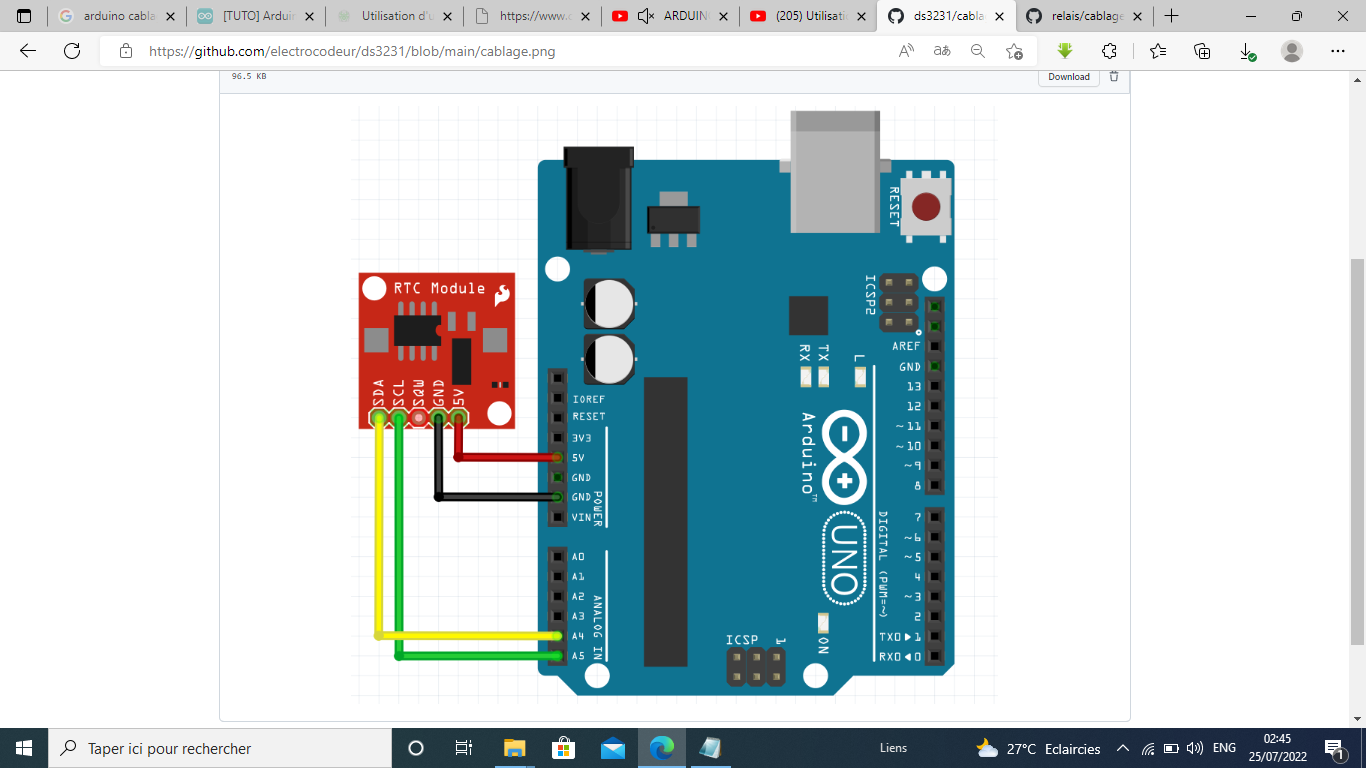 arduino cabla
[TUTO] Arduin
Utilisation d'u
https://www.c
ARDUIN
(205) Utilisatio
ds3231/cabla
relais/cablage
https://github.com/electrocodeur/ds3231/blob/main/cablage.png
96.5 KB
Download
RESET
RTC Module
ICSP2
SDA
SCL
SQW
GND
5V
RX
TX
L
AREF
GND
13
12
~11
~10
~9
8
IOREF
RESET
3V3
5V
GND
GND
VIN
POWER
Arduino™
UNO
7
~6
~5
4
~3
2
TX0▶1
RX0◀0
DIGITAL (PWM=~)
A0
A1
A2
A3
A4
A5
ANALOG IN
ICSP
1
ON
Taper ici pour rechercher
Liens
27°C Eclaircies
ENG
02:45
25/07/2022
1